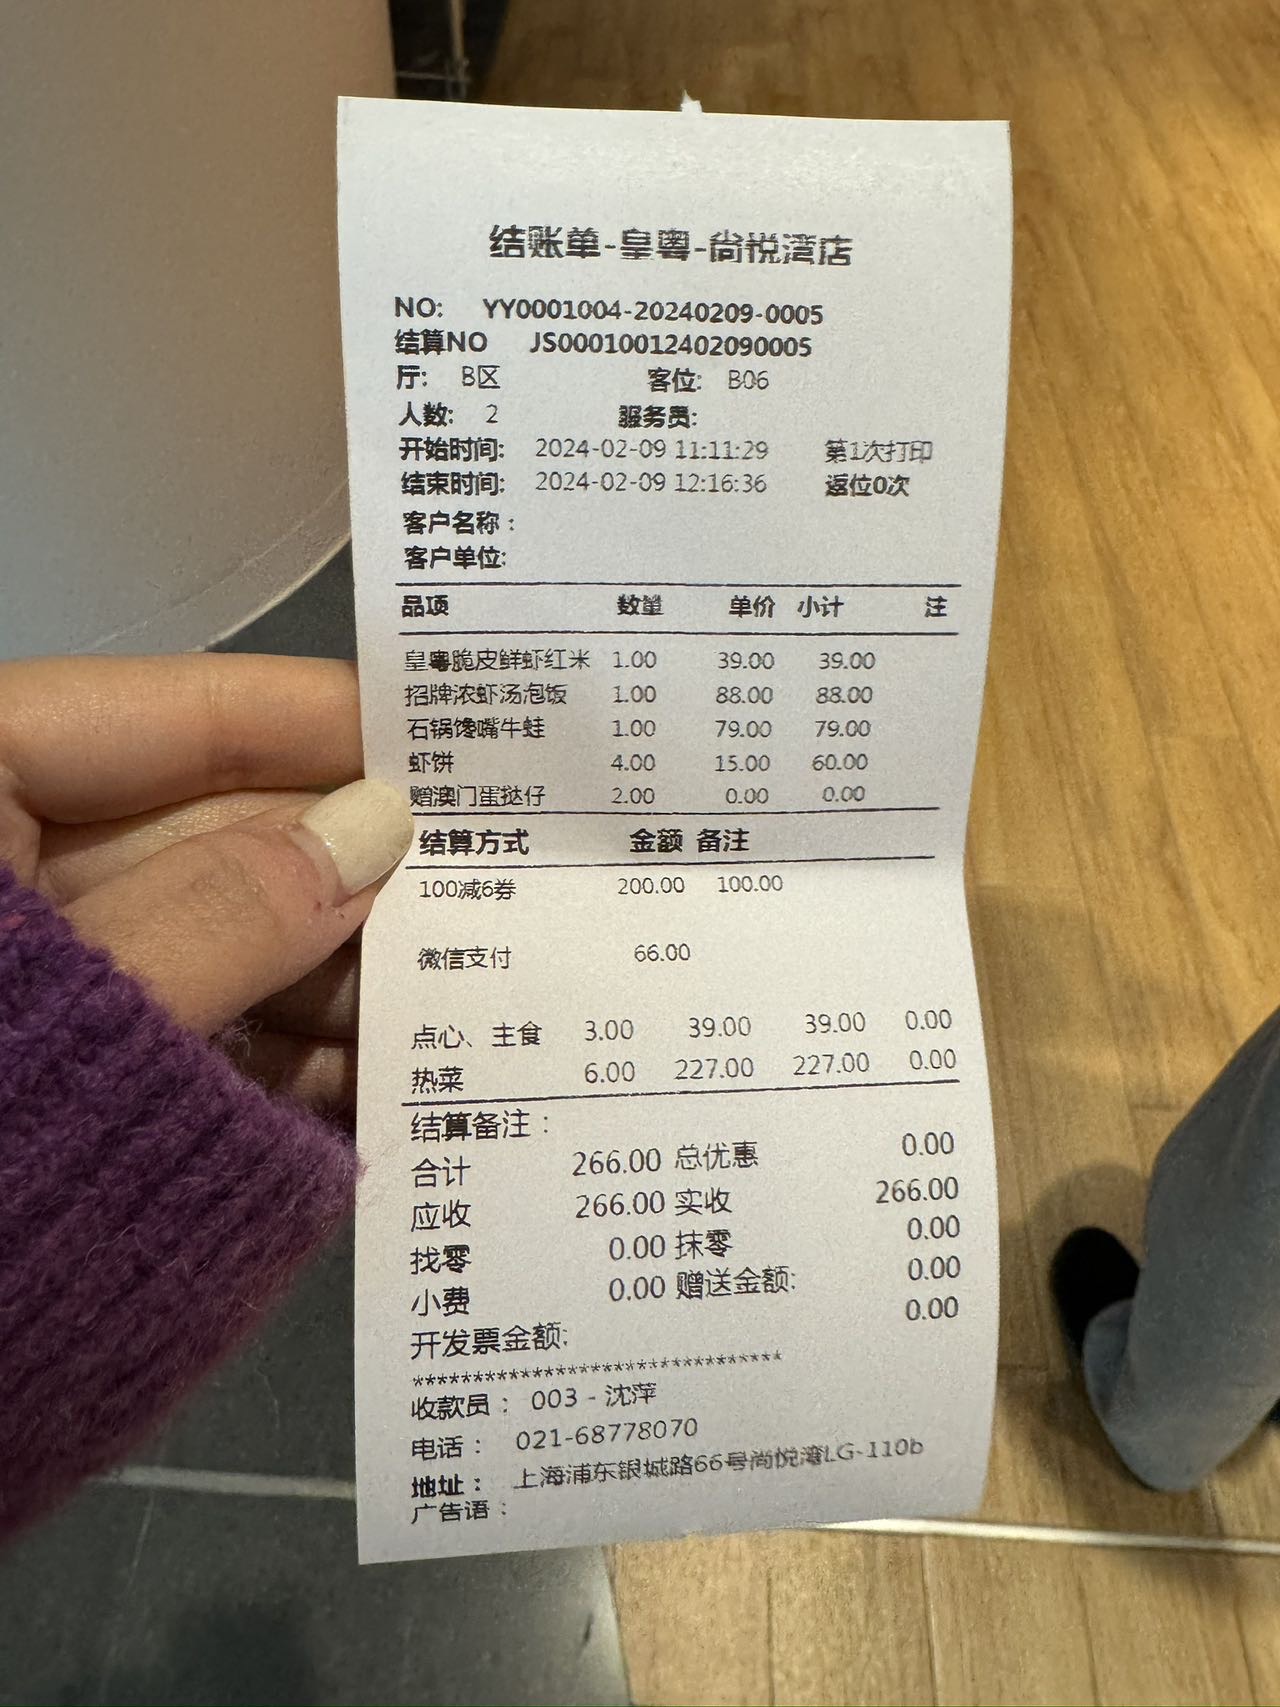 结账单-皇粤-尚悦湾店
NO: YY0001004-20240209-0005
结算NO JS00010012402090005
厅: B区 客位: B06
人数: 2 服务员:
开始时间: 2024-02-09 11:11:29 第1次打印
结束时间: 2024-02-09 12:16:36 返位0次
客户名称:
客户单位:
品项 数量 单价 小计 注
皇粤脆皮鲜虾红米 1.00 39.00 39.00
招牌浓虾汤泡饭 1.00 88.00 88.00
石锅馋嘴牛蛙 1.00 79.00 79.00
虾饼 4.00 15.00 60.00
赠澳门蛋挞仔 2.00 0.00 0.00
结算方式 金额 备注
100减6券 200.00 100.00
微信支付 66.00
点心、主食 3.00 39.00 39.00 0.00
热菜 6.00 227.00 227.00 0.00
结算备注:
合计 266.00 总优惠 0.00
应收 266.00 实收 266.00
找零 0.00 抹零 0.00
小费 0.00 赠送金额: 0.00
开发票金额: 0.00
*******************************
收款员: 003 - 沈萍
电话: 021-68778070
地址: 上海浦东银城路66号尚悦湾LG-110b
广告语: